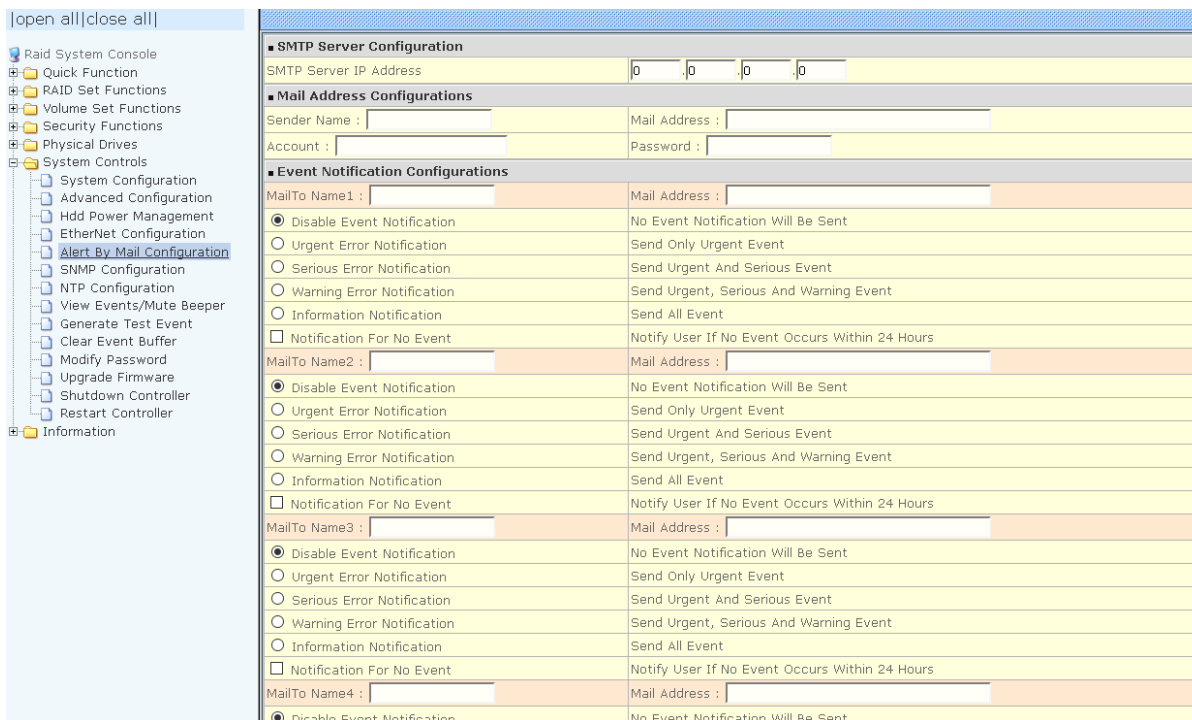 |open all|close all|
Raid System Console
Quick Function
RAID Set Functions
Volume Set Functions
Security Functions
Physical Drives
System Controls
System Configuration
Advanced Configuration
Hdd Power Management
EtherNet Configuration
Alert By Mail Configuration
SNMP Configuration
NTP Configuration
View Events/Mute Beeper
Generate Test Event
Clear Event Buffer
Modify Password
Upgrade Firmware
Shutdown Controller
Restart Controller
Information
SMTP Server Configuration
SMTP Server IP Address 0 .0 .0 .0
Mail Address Configurations
Sender Name : Mail Address :
Account : Password :
Event Notification Configurations
MailTo Name1 : Mail Address :
Disable Event Notification No Event Notification Will Be Sent
Urgent Error Notification Send Only Urgent Event
Serious Error Notification Send Urgent And Serious Event
Warning Error Notification Send Urgent, Serious And Warning Event
Information Notification Send All Event
Notification For No Event Notify User If No Event Occurs Within 24 Hours
MailTo Name2 : Mail Address :
Disable Event Notification No Event Notification Will Be Sent
Urgent Error Notification Send Only Urgent Event
Serious Error Notification Send Urgent And Serious Event
Warning Error Notification Send Urgent, Serious And Warning Event
Information Notification Send All Event
Notification For No Event Notify User If No Event Occurs Within 24 Hours
MailTo Name3 : Mail Address :
Disable Event Notification No Event Notification Will Be Sent
Urgent Error Notification Send Only Urgent Event
Serious Error Notification Send Urgent And Serious Event
Warning Error Notification Send Urgent, Serious And Warning Event
Information Notification Send All Event
Notification For No Event Notify User If No Event Occurs Within 24 Hours
MailTo Name4 : Mail Address :
Disable Event Notification No Event Notification Will Be Sent